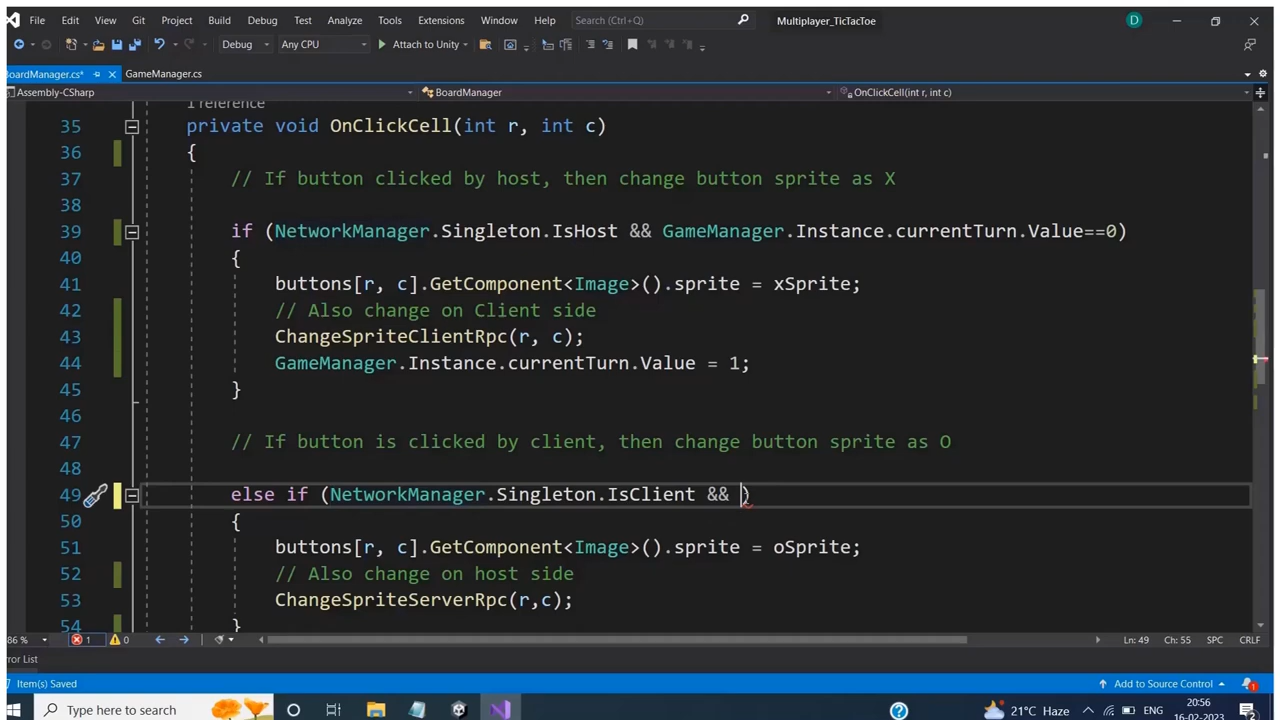 File Edit View Git Project Build Debug Test Analyze Tools Extensions Window Help Search (Ctrl+Q) Multiplayer_TicTacToe D
Debug Any CPU Attach to Unity
BoardManager.cs* GameManager.cs
Assembly-CSharp BoardManager OnClickCell(int r, int c)
1 reference
35 private void OnClickCell(int r, int c)
36 {
37 // If button clicked by host, then change button sprite as X
38
39 if (NetworkManager.Singleton.IsHost && GameManager.Instance.currentTurn.Value==0)
40 {
41 buttons[r, c].GetComponent<Image>().sprite = xSprite;
42 // Also change on Client side
43 ChangeSpriteClientRpc(r, c);
44 GameManager.Instance.currentTurn.Value = 1;
45 }
46
47 // If button is clicked by client, then change button sprite as O
48
49 else if (NetworkManager.Singleton.IsClient && )
50 {
51 buttons[r, c].GetComponent<Image>().sprite = oSprite;
52 // Also change on host side
53 ChangeSpriteServerRpc(r,c);
54 }
86 % 1 0 Ln: 49 Ch: 55 SPC CRLF
Error List
Item(s) Saved Add to Source Control 1
Type here to search 21°C Haze ENG 20:56 16-02-2023 2